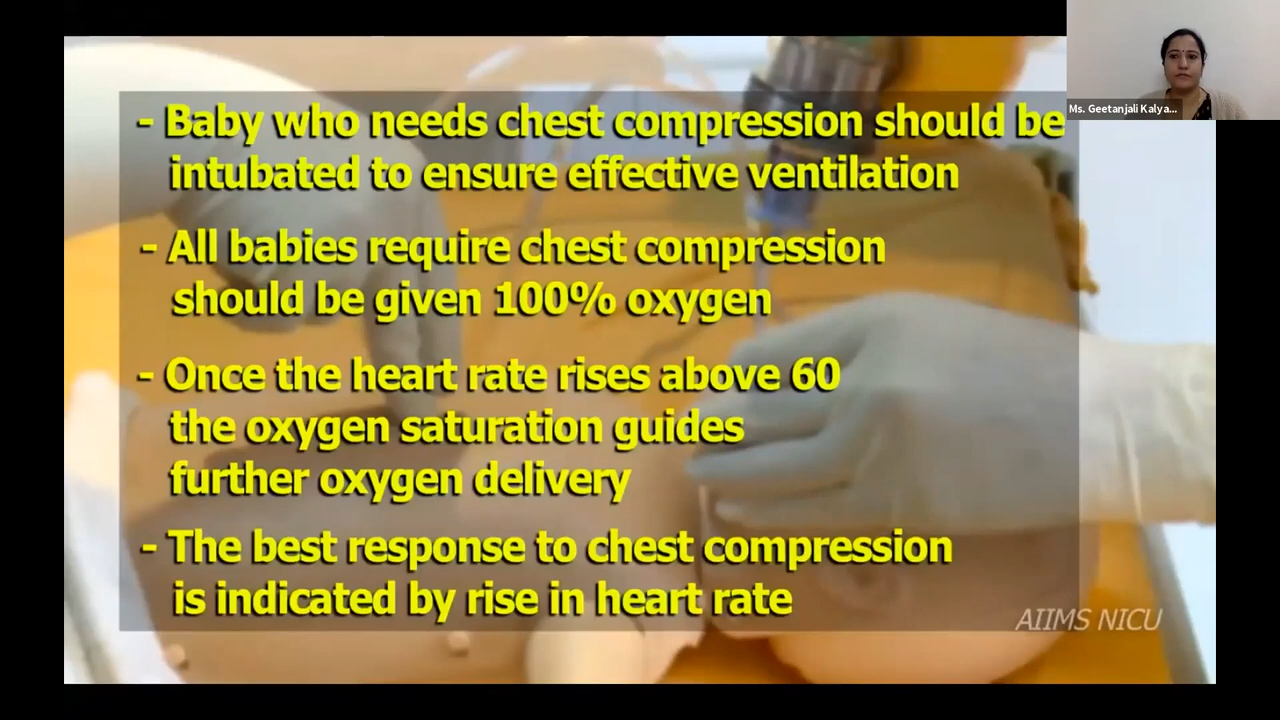 - Baby who needs chest compression should be
intubated to ensure effective ventilation
- All babies require chest compression
should be given 100% oxygen
- Once the heart rate rises above 60
the oxygen saturation guides
further oxygen delivery
- The best response to chest compression
is indicated by rise in heart rate
AIIMS NICU
Ms. Geetanjali Kalya...